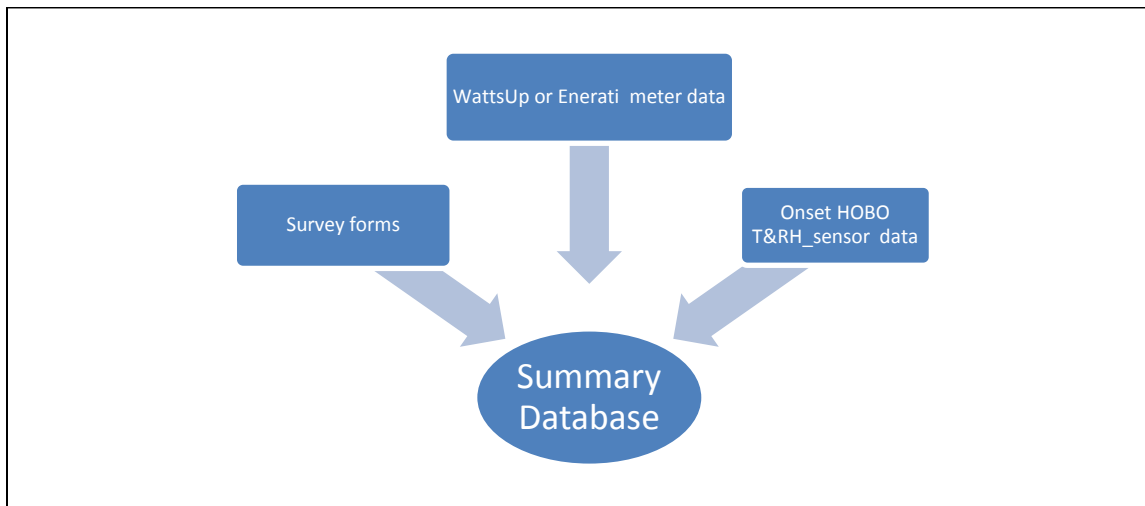 WattsUp or Enerati meter data
Survey forms
Onset HOBO
T&RH_sensor data
Summary
Database